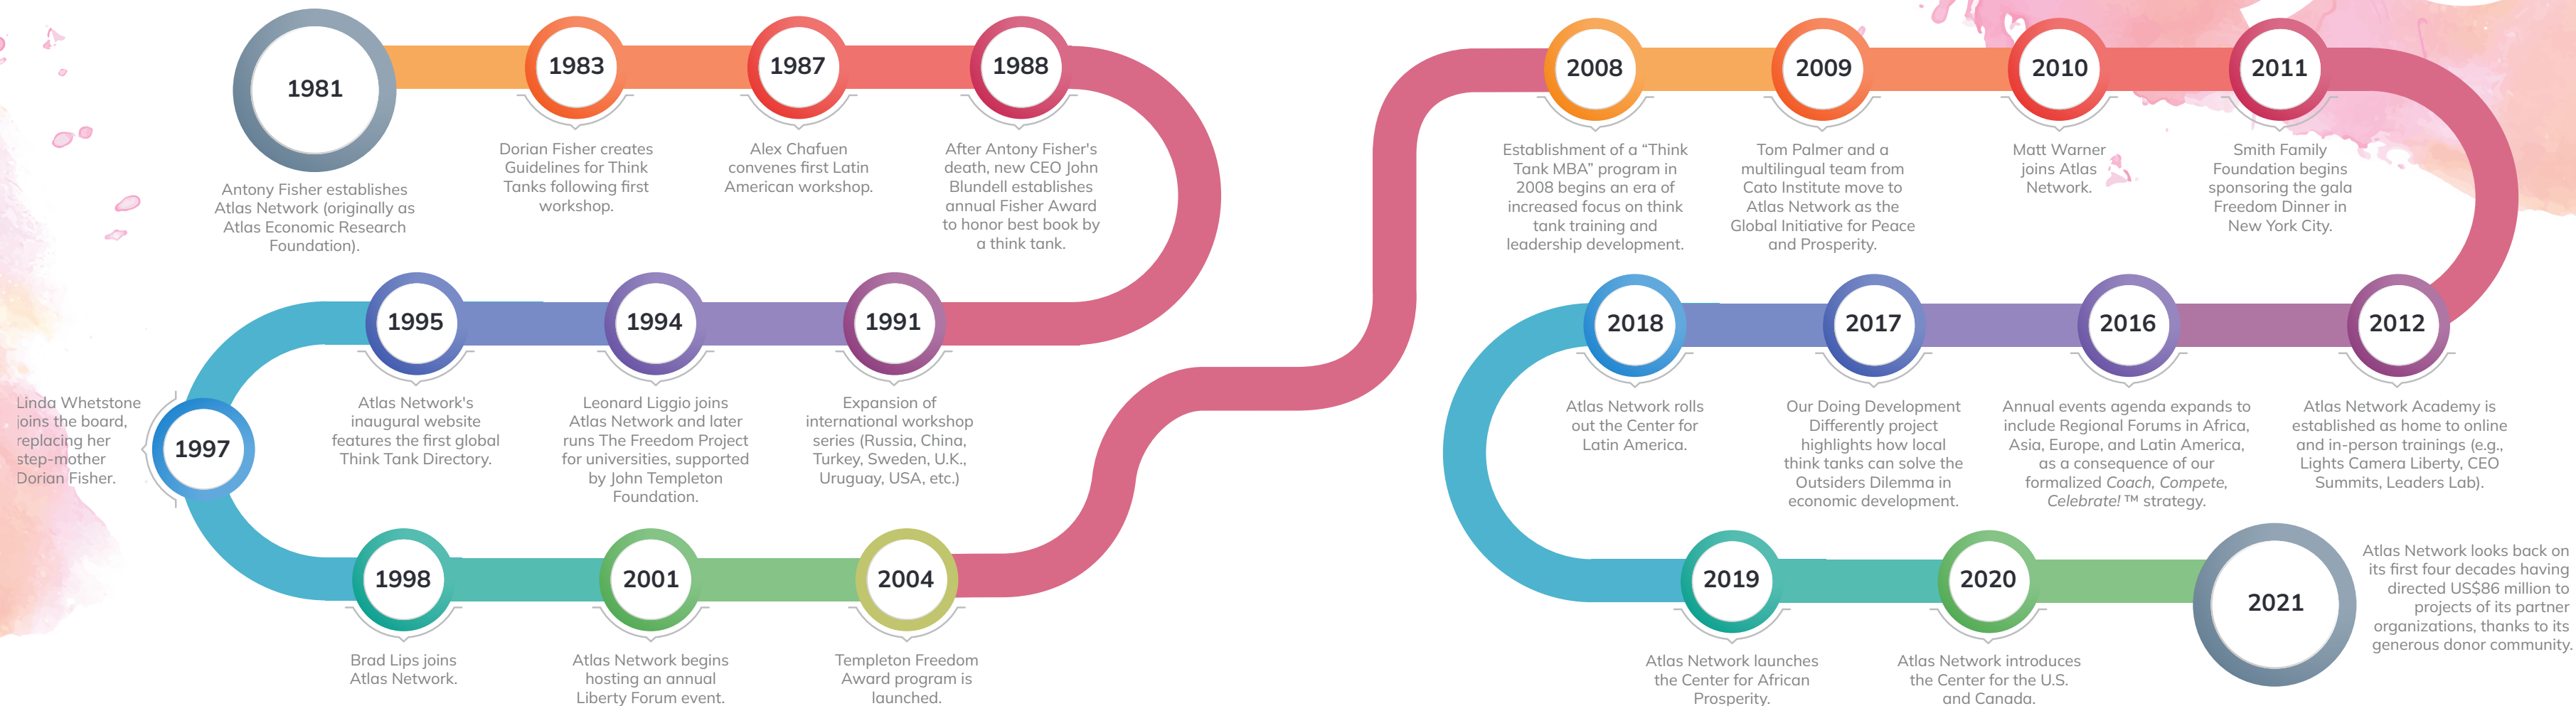 1981
Antony Fisher establishes
Atlas Network (originally as
Atlas Economic Research
Foundation).
1983
Dorian Fisher creates
Guidelines for Think
Tanks following first
workshop.
1987
Alex Chafuen
convenes first Latin
American workshop.
1988
After Antony Fisher's
death, new CEO John
Blundell establishes
annual Fisher Award
to honor best book by
a think tank.
1991
Expansion of
international workshop
series (Russia, China,
Turkey, Sweden, U.K.,
Uruguay, USA, etc.)
1994
Leonard Liggio joins
Atlas Network and later
runs The Freedom Project
for universities, supported
by John Templeton
Foundation.
1995
Atlas Network's
inaugural website
features the first global
Think Tank Directory.
1997
Linda Whetstone
joins the board,
replacing her
step-mother
Dorian Fisher.
1998
Brad Lips joins
Atlas Network.
2001
Atlas Network begins
hosting an annual
Liberty Forum event.
2004
Templeton Freedom
Award program is
launched.
2008
Establishment of a “Think
Tank MBA” program in
2008 begins an era of
increased focus on think
tank training and
leadership development.
2009
Tom Palmer and a
multilingual team from
Cato Institute move to
Atlas Network as the
Global Initiative for Peace
and Prosperity.
2010
Matt Warner
joins Atlas
Network.
2011
Smith Family
Foundation begins
sponsoring the gala
Freedom Dinner in
New York City.
2012
Atlas Network Academy is
established as home to online
and in-person trainings (e.g.,
Lights Camera Liberty, CEO
Summits, Leaders Lab).
2016
Annual events agenda expands to
include Regional Forums in Africa,
Asia, Europe, and Latin America,
as a consequence of our
formalized Coach, Compete,
Celebrate! ™ strategy.
2017
Our Doing Development
Differently project
highlights how local
think tanks can solve the
Outsiders Dilemma in
economic development.
2018
Atlas Network rolls
out the Center for
Latin America.
2019
Atlas Network launches
the Center for African
Prosperity.
2020
Atlas Network introduces
the Center for the U.S.
and Canada.
2021
Atlas Network looks back on
its first four decades having
directed US$86 million to
projects of its partner
organizations, thanks to its
generous donor community.